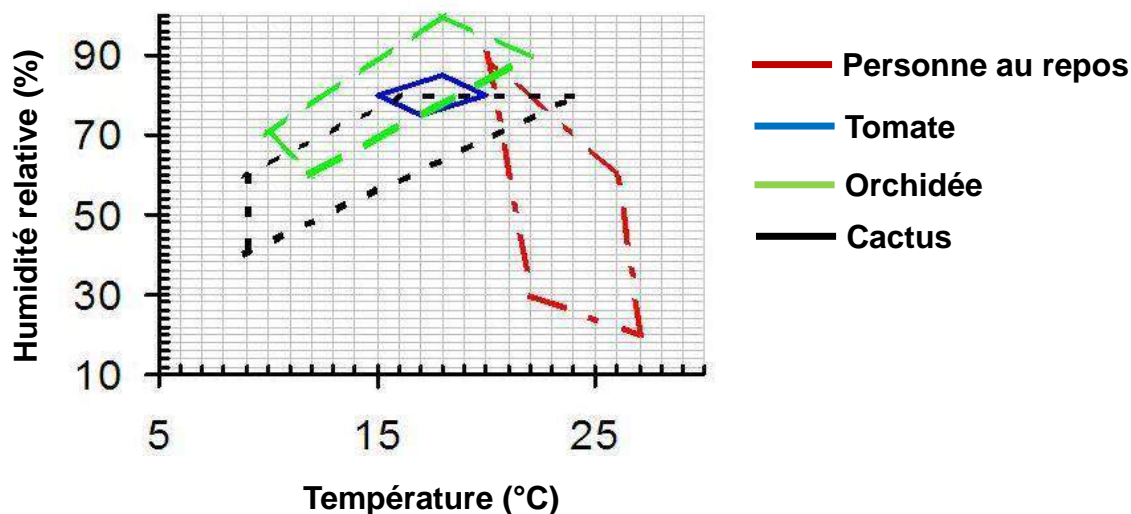 Humidité relative (%)
90
70
50
30
10
5 15 25
Température (°C)
Personne au repos
Tomate
Orchidée
Cactus